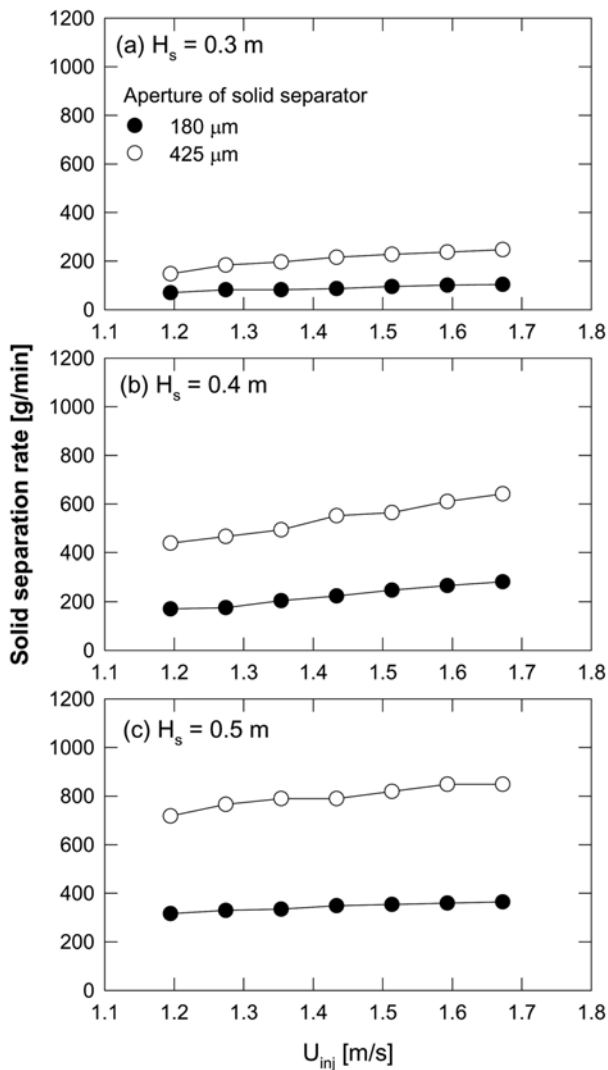 1200
(a) Hs = 0.3 m
1000
Aperture of solid separator
800
180 μm
600
425 μm
400
200
0
1.1 1.2 1.3 1.4 1.5 1.6 1.7 1.8
Solid separation rate [g/min]
1200
(b) Hs = 0.4 m
1000
800
600
400
200
0
1.1 1.2 1.3 1.4 1.5 1.6 1.7 1.8
1200
(c) Hs = 0.5 m
1000
800
600
400
200
0
1.1 1.2 1.3 1.4 1.5 1.6 1.7 1.8
Uinj [m/s]